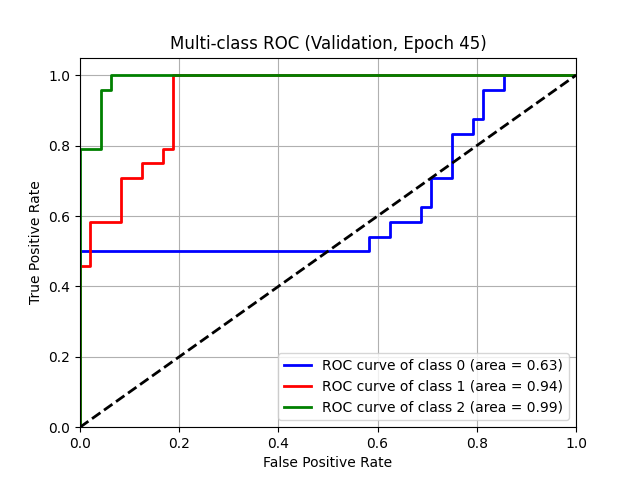 Multi-class ROC (Validation, Epoch 45)
True Positive Rate
1.0
0.8
0.6
0.4
0.2
0.0
ROC curve of class 0 (area = 0.63)
ROC curve of class 1 (area = 0.94)
ROC curve of class 2 (area = 0.99)
0.0 0.2 0.4 0.6 0.8 1.0
False Positive Rate